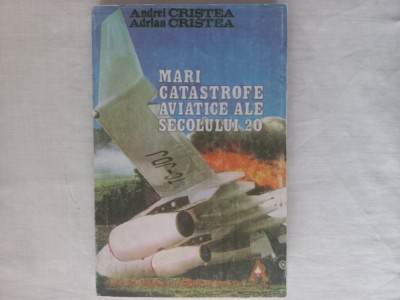 Andrei CRISTEA
Adrian CRISTEA
MARI
CATASTROFE
AVIATICE ALE
SECOLULUI 20